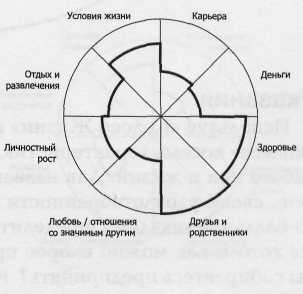 Условия жизни
Карьера
Отдых и
развлечения
Деньги
Личностный
рост
Здоровье
Любовь / отношения
со значимым другим
Друзья и
родственники